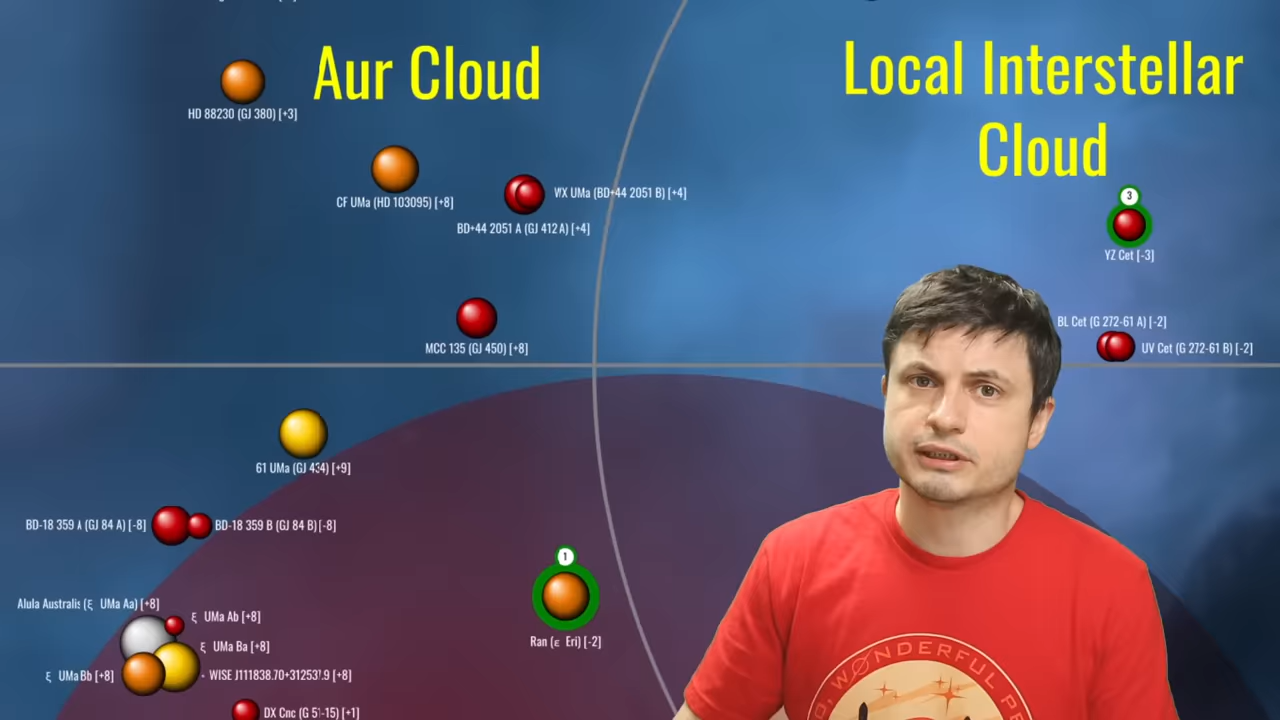 Aur Cloud
Local Interstellar
Cloud
HD 88230 (GJ 380) [+3]
CF UMa (HD 103095) [+8]
WX UMa (BD+44 2051 B) [+4]
BD+44 2051 A (GJ 412 A) [+4]
3
YZ Cet [-3]
BL Cet (G 272-61 A) [-2]
UV Cet (G 272-61 B) [-2]
MCC 135 (GJ 450) [+8]
61 UMa (GJ 434) [+9]
BD-18 359 A (GJ 84 A) [-8]
BD-18 359 B (GJ 84 B) [-8]
1
Ran (ε Eri) [-2]
Alula Australis (ξ UMa Aa) [+8]
ξ UMa Ab [+8]
ξ UMa Ba [+8]
ξ UMa Bb [+8]
WISE J111838.70+312537.9 [+8]
DX Cnc (G 51-15) [+1]
O, WONDERFUL PE